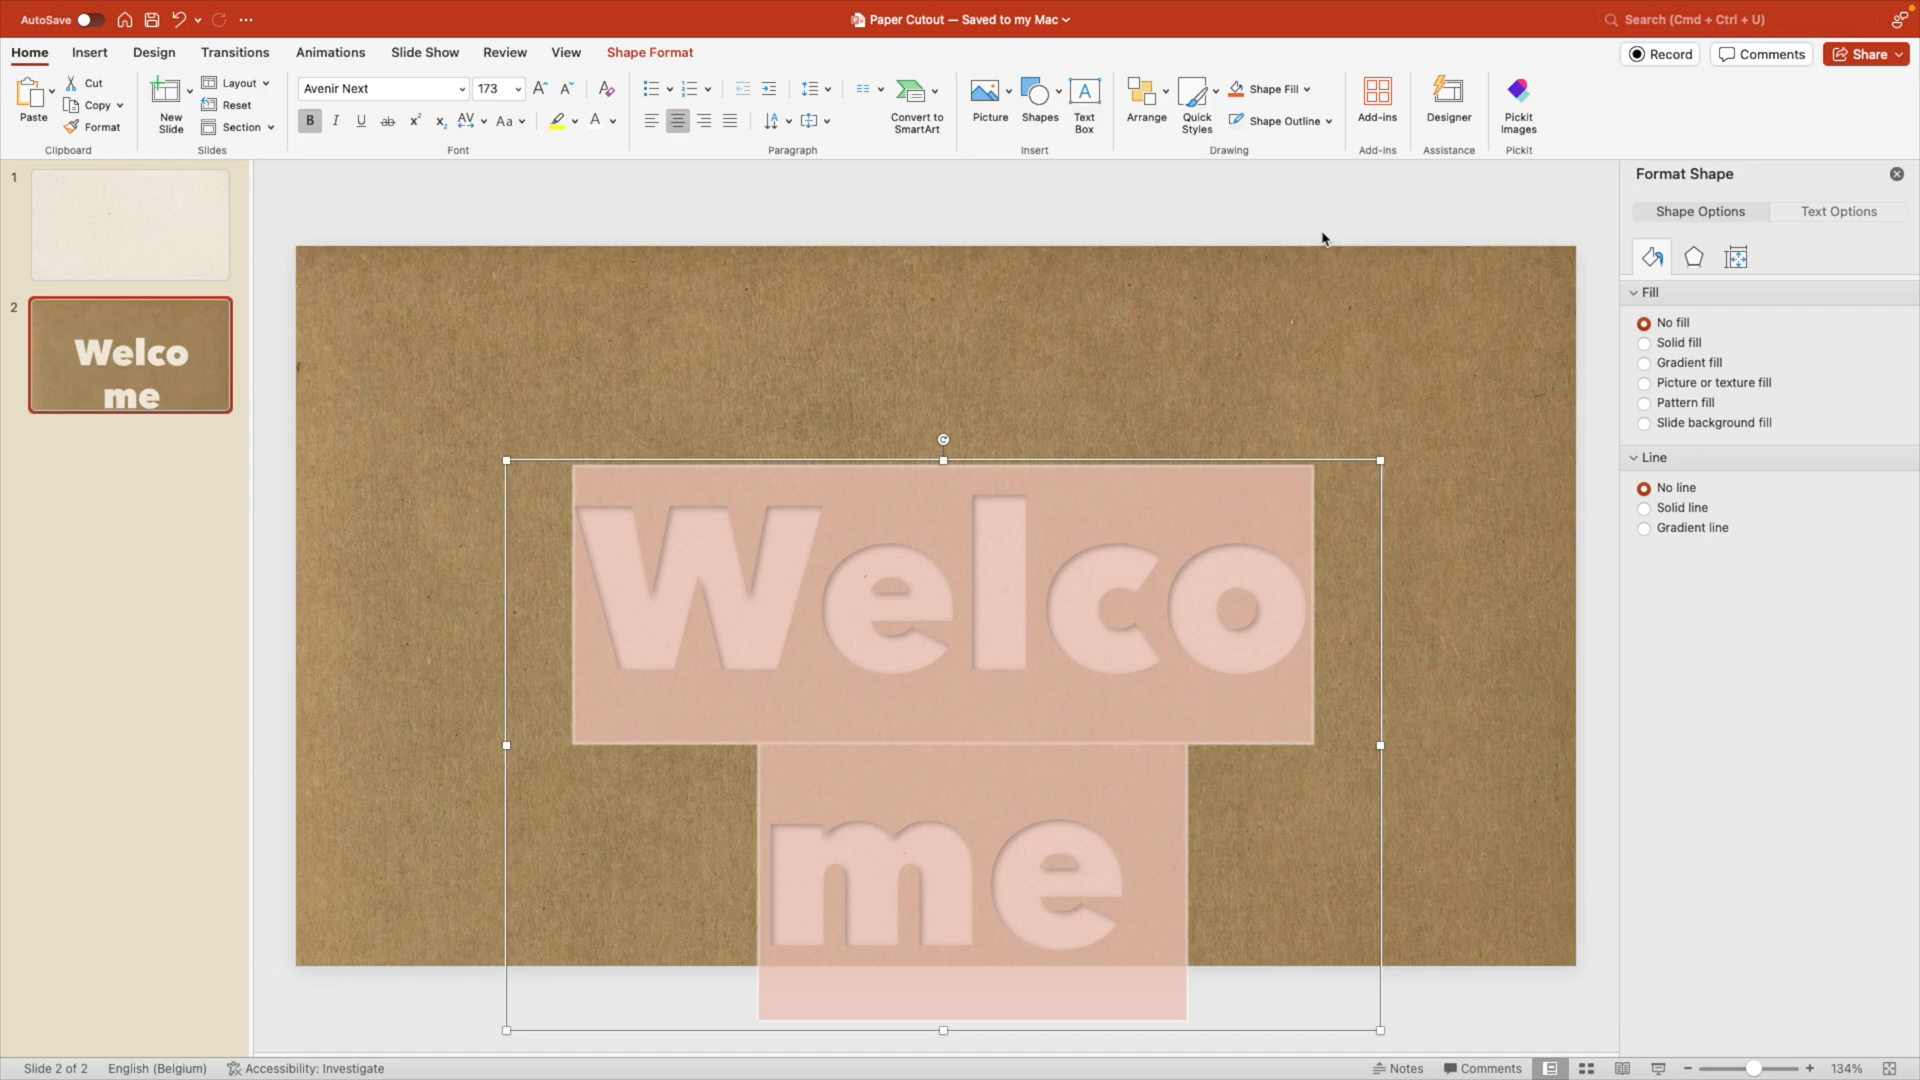 AutoSave
Paper Cutout — Saved to my Mac
Search (Cmd + Ctrl + U)
Home
Insert
Design
Transitions
Animations
Slide Show
Review
View
Shape Format
Record
Comments
Share
Paste
Cut
Copy
Format
Clipboard
New
Slide
Layout
Reset
Section
Slides
Avenir Next
173
Font
Paragraph
Convert to
SmartArt
Picture
Shapes
Text
Box
Insert
Arrange
Quick
Styles
Shape Fill
Shape Outline
Drawing
Add-ins
Add-ins
Designer
Assistance
Pickit
Images
Pickit
1
2
Welco
me
Welco
me
Format Shape
Shape Options
Text Options
Fill
No fill
Solid fill
Gradient fill
Picture or texture fill
Pattern fill
Slide background fill
Line
No line
Solid line
Gradient line
Slide 2 of 2
English (Belgium)
Accessibility: Investigate
Notes
Comments
134%